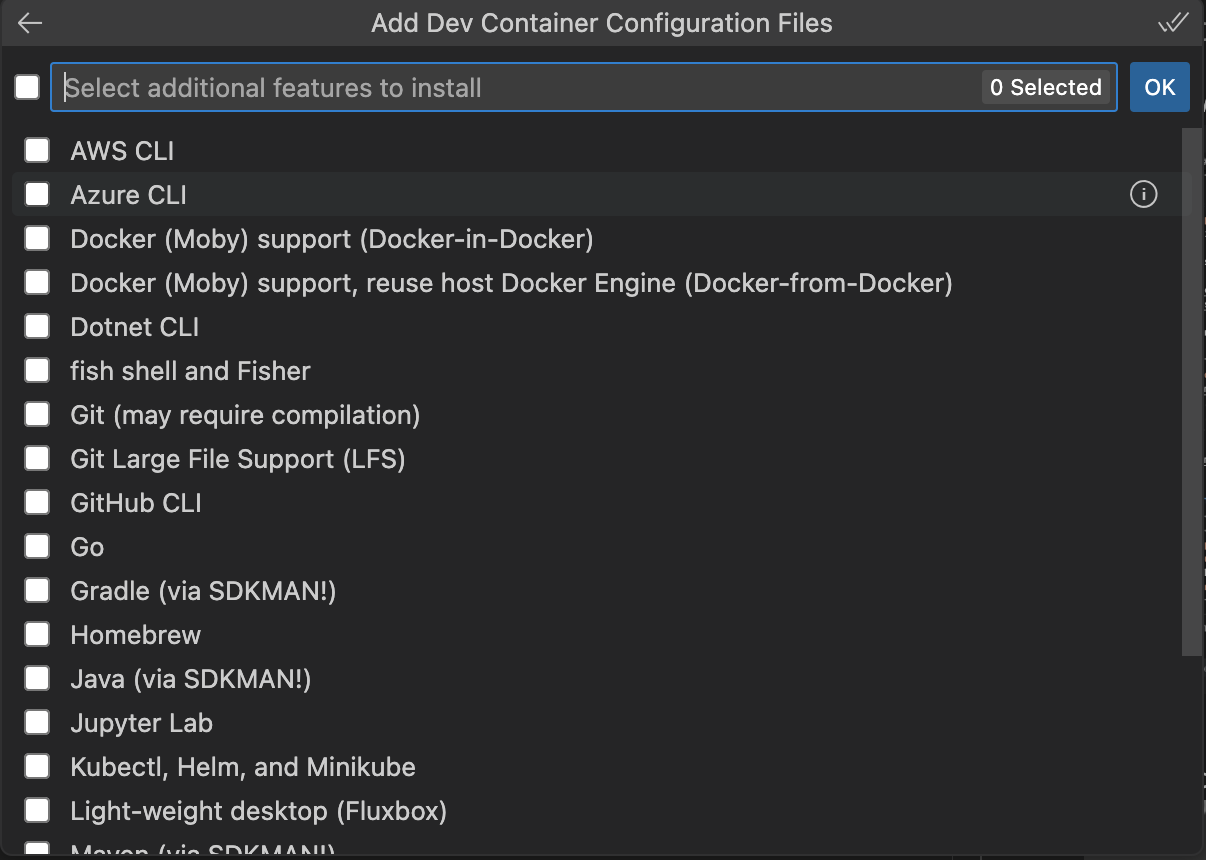 Add Dev Container Configuration Files
Select additional features to install 0 Selected OK
AWS CLI
Azure CLI
Docker (Moby) support (Docker-in-Docker)
Docker (Moby) support, reuse host Docker Engine (Docker-from-Docker)
Dotnet CLI
fish shell and Fisher
Git (may require compilation)
Git Large File Support (LFS)
GitHub CLI
Go
Gradle (via SDKMAN!)
Homebrew
Java (via SDKMAN!)
Jupyter Lab
Kubectl, Helm, and Minikube
Light-weight desktop (Fluxbox)
Maven (via SDKMAN!)